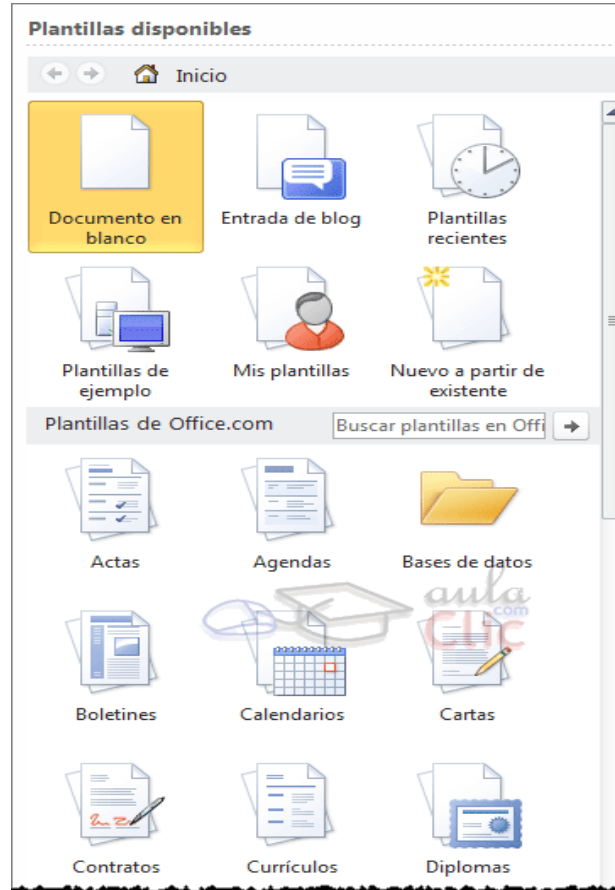 Plantillas disponibles
Inicio
Documento en blanco
Entrada de blog
Plantillas recientes
Plantillas de ejemplo
Mis plantillas
Nuevo a partir de existente
Plantillas de Office.com
Buscar plantillas en Offi
Actas
Agendas
Bases de datos
aula
.com
Clic
Boletines
Calendarios
Cartas
Contratos
Currículos
Diplomas